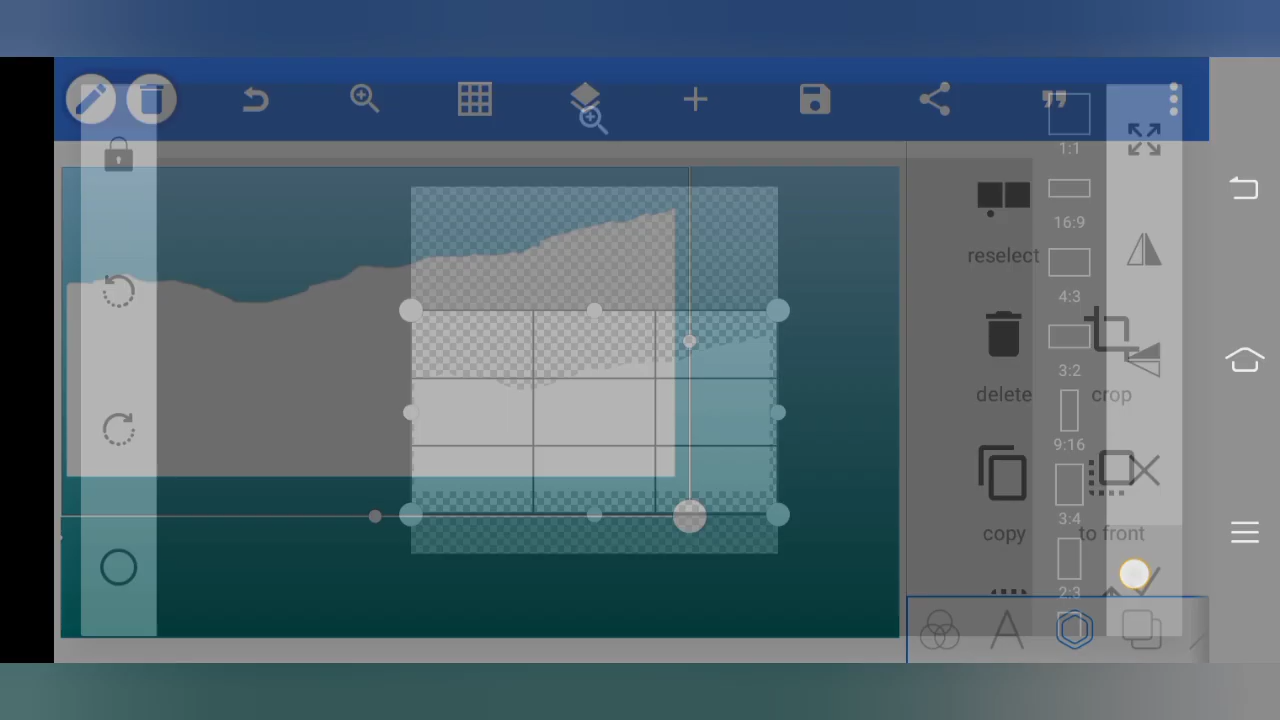 1:1
16:9
reselect
4:3
3:2
delete
crop
9:16
3:4
copy
to front
2:3